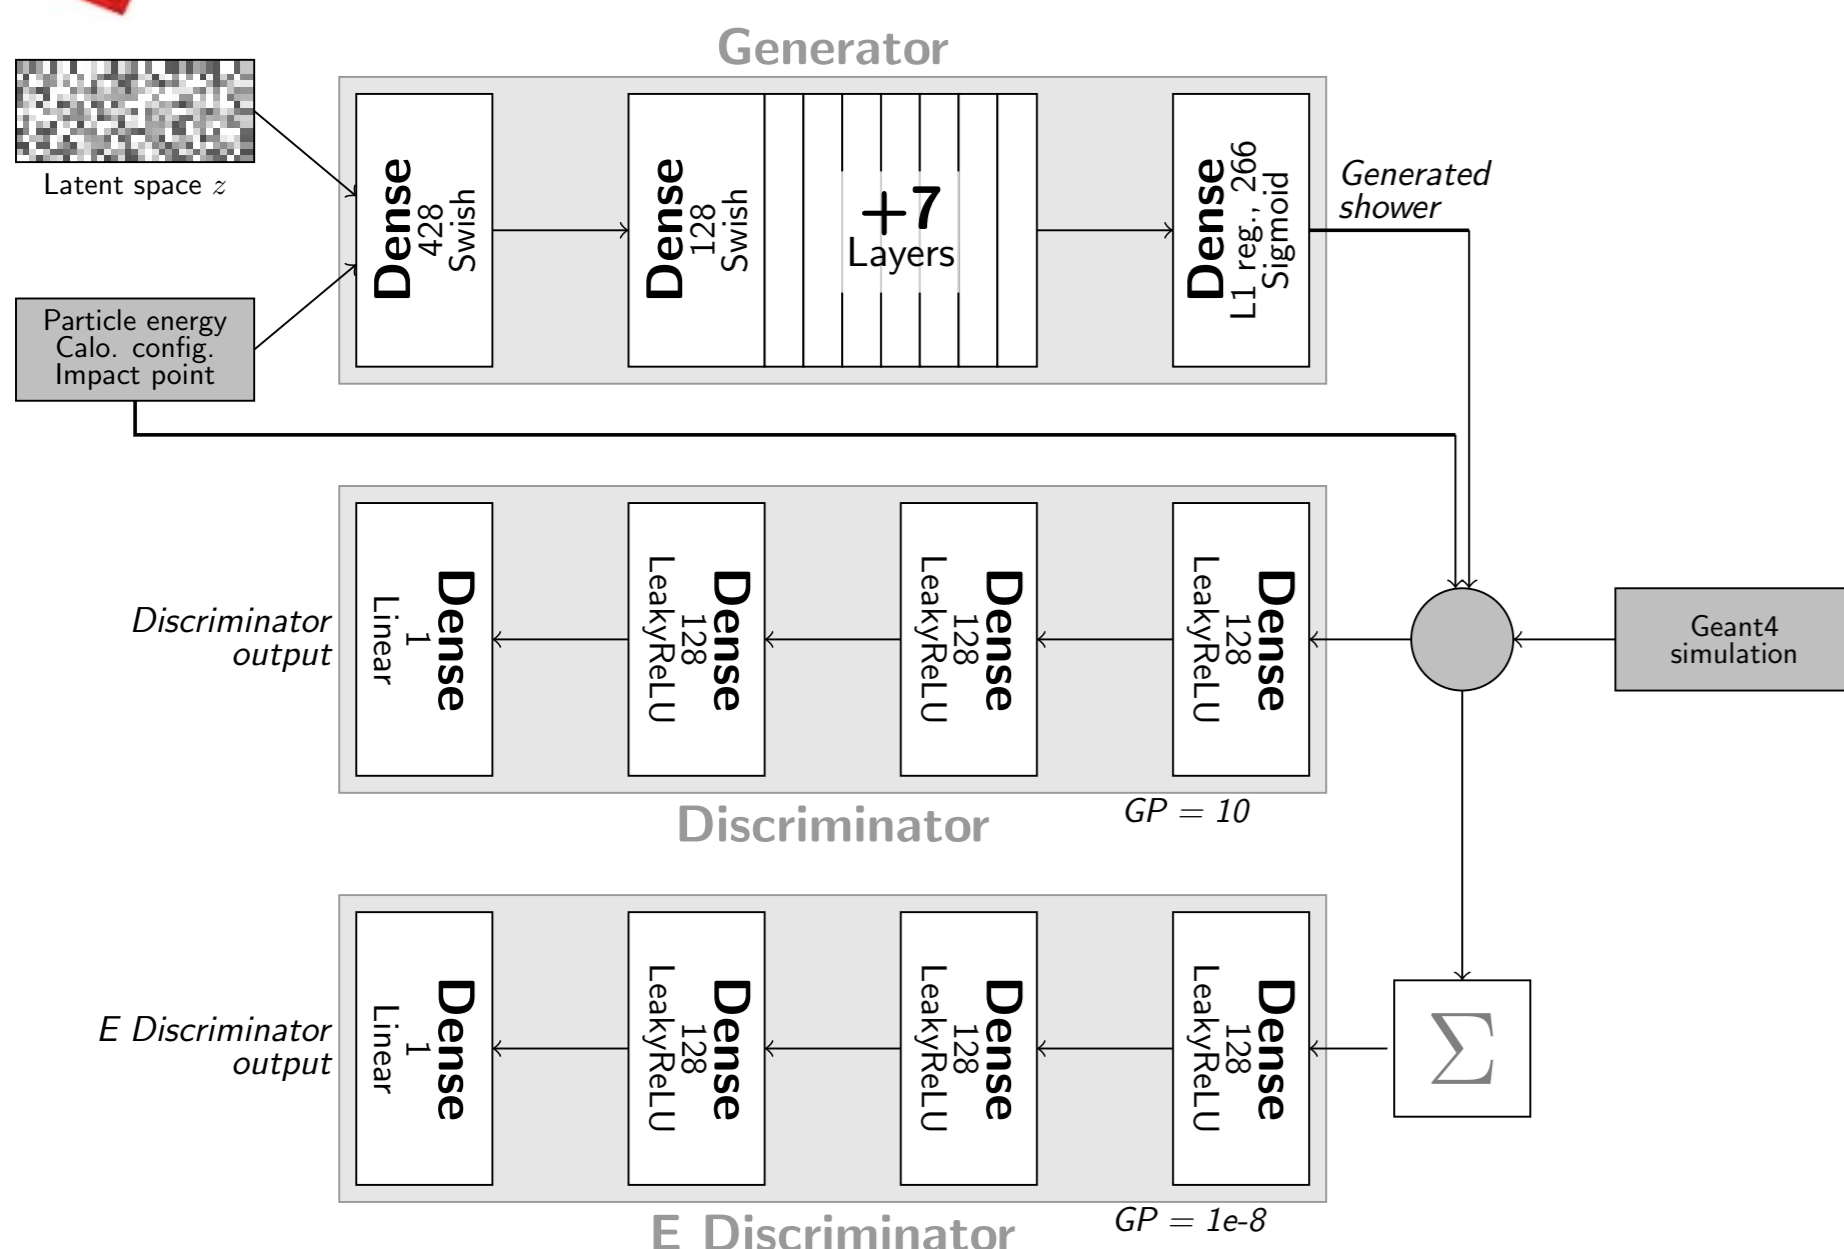 Generator
Latent space z
Particle energy
Calo. config.
Impact point
Dense
428
Swish
Dense
128
Swish
+7
Layers
Dense
L1 reg., 266
Sigmoid
Generated
shower
Discriminator
output
Dense
1
Linear
Dense
128
LeakyReLU
Dense
128
LeakyReLU
Dense
128
LeakyReLU
Geant4
simulation
Discriminator
GP = 10
E Discriminator
output
Dense
1
Linear
Dense
128
LeakyReLU
Dense
128
LeakyReLU
Dense
128
LeakyReLU
Σ
E Discriminator
GP = 1e-8